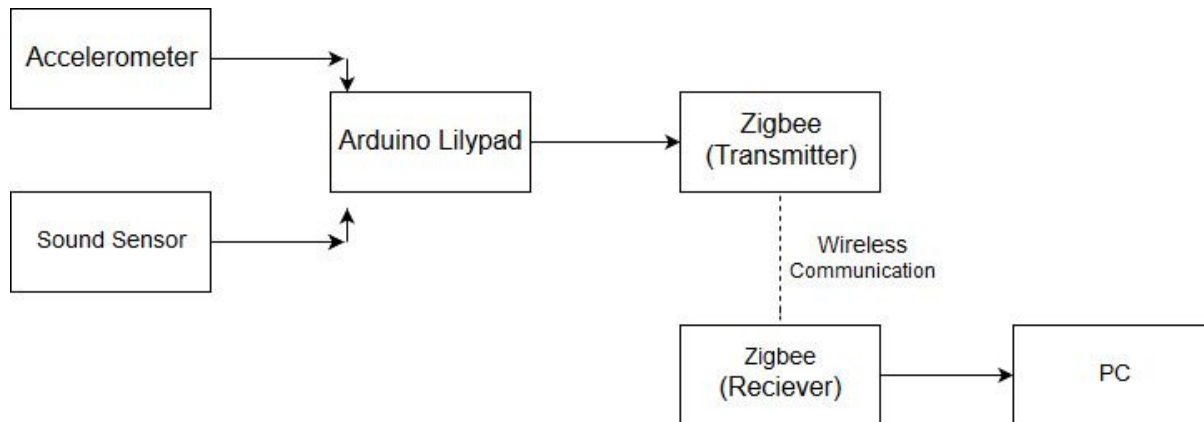 Accelerometer
Arduino Lilypad
Zigbee
(Transmitter)
Sound Sensor
Wireless
Communication
Zigbee
(Reciever)
PC